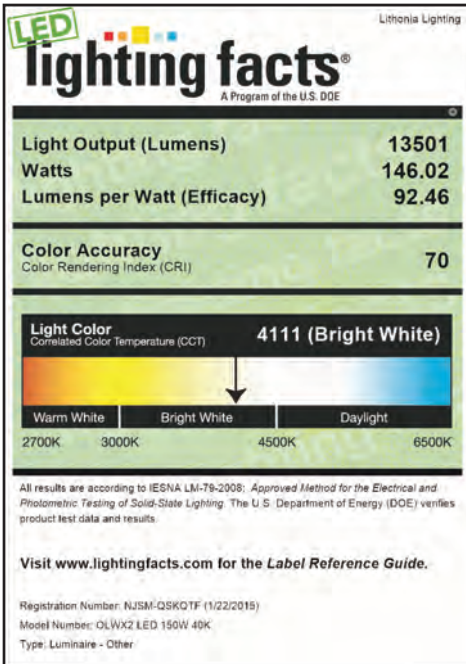 LED
Lithonia Lighting
lighting facts®
A Program of the U.S. DOE
Light Output (Lumens) 13501
Watts 146.02
Lumens per Watt (Efficacy) 92.46
Color Accuracy
Color Rendering Index (CRI) 70
Light Color
Correlated Color Temperature (CCT) 4111 (Bright White)
Warm White Bright White Daylight
2700K 3000K 4500K 6500K
All results are according to IESNA LM-79-2008: Approved Method for the Electrical and
Photometric Testing of Solid-State Lighting. The U.S. Department of Energy (DOE) verifies
product test data and results.
Visit www.lightingfacts.com for the Label Reference Guide.
Registration Number: NJSM-QSKQTF (1/22/2015)
Model Number: OLWX2 LED 150W 40K
Type: Luminaire - Other